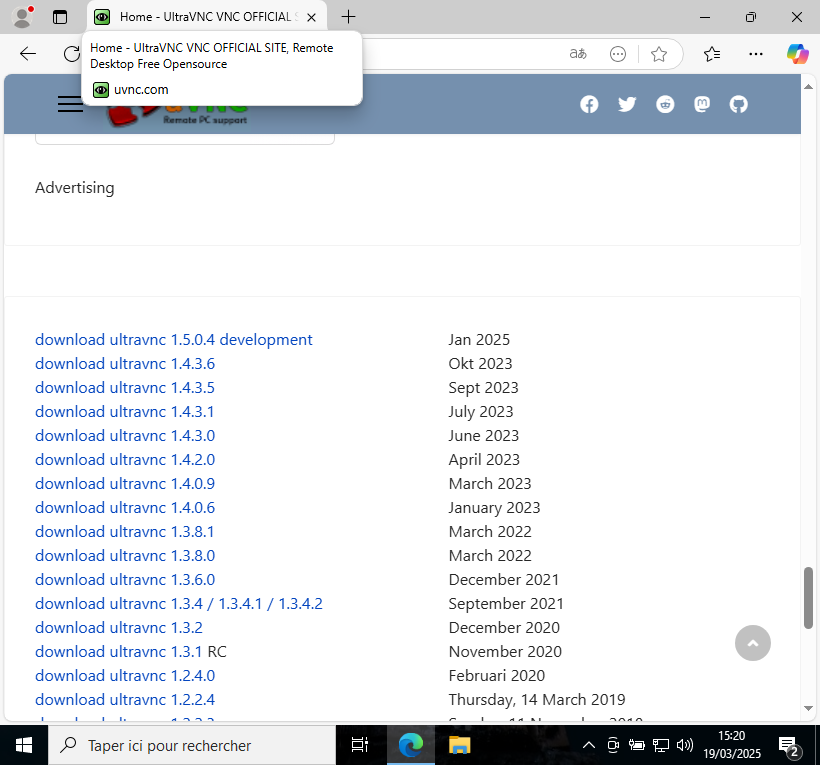 Home - UltraVNC VNC OFFICIAL S
Home - UltraVNC VNC OFFICIAL SITE, Remote
Desktop Free Opensource
uvnc.com
aあ
Remote PC support
Advertising
download ultravnc 1.5.0.4 development Jan 2025
download ultravnc 1.4.3.6 Okt 2023
download ultravnc 1.4.3.5 Sept 2023
download ultravnc 1.4.3.1 July 2023
download ultravnc 1.4.3.0 June 2023
download ultravnc 1.4.2.0 April 2023
download ultravnc 1.4.0.9 March 2023
download ultravnc 1.4.0.6 January 2023
download ultravnc 1.3.8.1 March 2022
download ultravnc 1.3.8.0 March 2022
download ultravnc 1.3.6.0 December 2021
download ultravnc 1.3.4 / 1.3.4.1 / 1.3.4.2 September 2021
download ultravnc 1.3.2 December 2020
download ultravnc 1.3.1 RC November 2020
download ultravnc 1.2.4.0 Februari 2020
download ultravnc 1.2.2.4 Thursday, 14 March 2019
Taper ici pour rechercher
15:20
19/03/2025
2